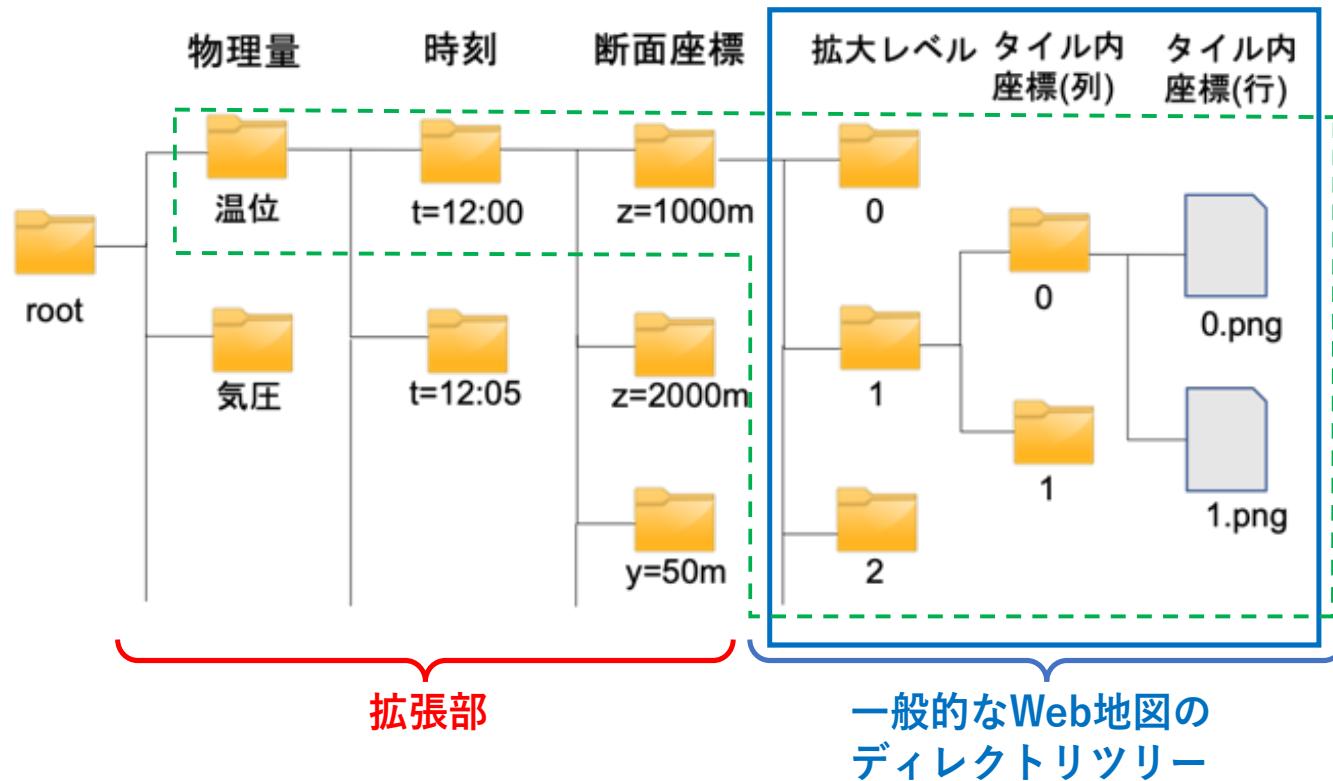 物理量
時刻
断面座標
拡大レベル
タイル内
座標(列)
タイル内
座標(行)
root
温位
t=12:00
z=1000m
0
0
0.png
気圧
t=12:05
z=2000m
1
1
1.png
y=50m
2
拡張部
一般的なWeb地図の
ディレクトリツリー